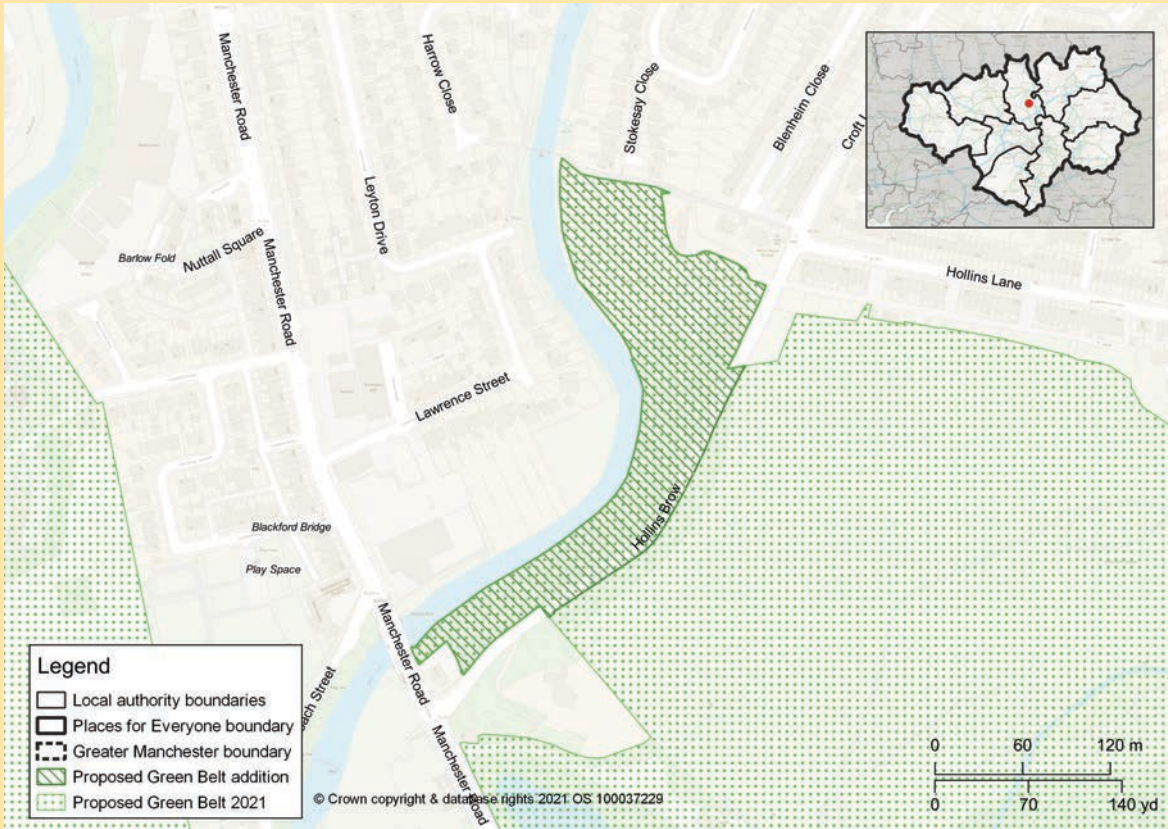 Manchester Road
Harrow Close
Stokesay Close
Blenheim Close
Croft L
Leyton Drive
Nuttall Square
Barlow Fold
Manchester Road
Hollins Lane
Lawrence Street
Hollins Brow
Blackford Bridge
Play Space
Manchester Road
ach Street
Manchester Road
Legend
Local authority boundaries
Places for Everyone boundary
Greater Manchester boundary
Proposed Green Belt addition
Proposed Green Belt 2021
© Crown copyright & database rights 2021 OS 100037229
0 60 120 m
0 70 140 yd